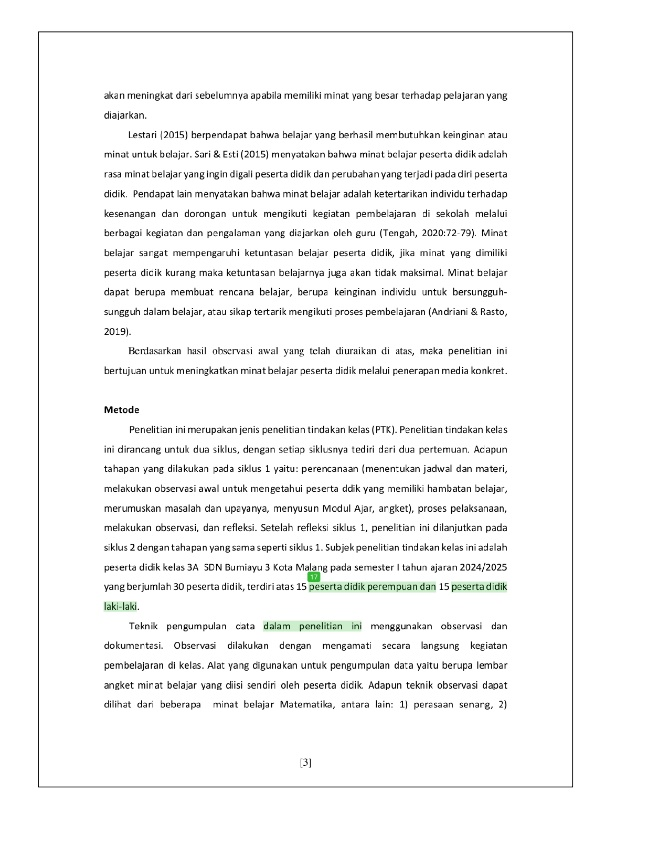 akan meningkat dari sebelumnya apabila memiliki minat yang besar terhadap pelajaran yang
diajarkan.
Lestari (2015) berpendapat bahwa belajar yang berhasil membutuhkan keinginan atau
minat untuk belajar. Sari & Esti (2015) menyatakan bahwa minat belajar peserta didik adalah
rasa minat belajar yang ingin digali peserta didik dan perubahan yang terjadi pada diri peserta
didik. Pendapat lain menyatakan bahwa minat belajar adalah ketertarikan individu terhadap
kesenangan dan dorongan untuk mengikuti kegiatan pembelajaran di sekolah melalui
berbagai kegiatan dan pengalaman yang diajarkan oleh guru (Tengah, 2020:72-79). Minat
belajar sangat mempengaruhi ketuntasan belajar peserta didik, jika minat yang dimiliki
peserta didik kurang maka ketuntasan belajarnya juga akan tidak maksimal. Minat belajar
dapat berupa membuat rencana belajar, berupa keinginan individu untuk bersungguh-
sungguh dalam belajar, atau sikap tertarik mengikuti proses pembelajaran (Andriani & Rasto,
2019).
Berdasarkan hasil observasi awal yang telah diuraikan di atas, maka penelitian ini
bertujuan untuk meningkatkan minat belajar peserta didik melalui penerapan media konkret.
Metode
Penelitian ini merupakan jenis penelitian tindakan kelas (PTK). Penelitian tindakan kelas
ini dirancang untuk dua siklus, dengan setiap siklusnya tediri dari dua pertemuan. Adapun
tahapan yang dilakukan pada siklus 1 yaitu: perencanaan (menentukan jadwal dan materi,
melakukan observasi awal untuk mengetahui peserta ddik yang memiliki hambatan belajar,
merumuskan masalah dan upayanya, menyusun Modul Ajar, angket), proses pelaksanaan,
melakukan observasi, dan refleksi. Setelah refleksi siklus 1, penelitian ini dilanjutkan pada
siklus 2 dengan tahapan yang sama seperti siklus 1. Subjek penelitian tindakan kelas ini adalah
peserta didik kelas 3A SDN Bumiayu 3 Kota Malang pada semester I tahun ajaran 2024/2025
17
yang berjumlah 30 peserta didik, terdiri atas 15 peserta didik perempuan dan 15 peserta didik
laki-laki.
Teknik pengumpulan data dalam penelitian ini menggunakan observasi dan
dokumentasi. Observasi dilakukan dengan mengamati secara langsung kegiatan
pembelajaran di kelas. Alat yang digunakan untuk pengumpulan data yaitu berupa lembar
angket minat belajar yang diisi sendiri oleh peserta didik. Adapun teknik observasi dapat
dilihat dari beberapa minat belajar Matematika, antara lain: 1) perasaan senang, 2)
[3]